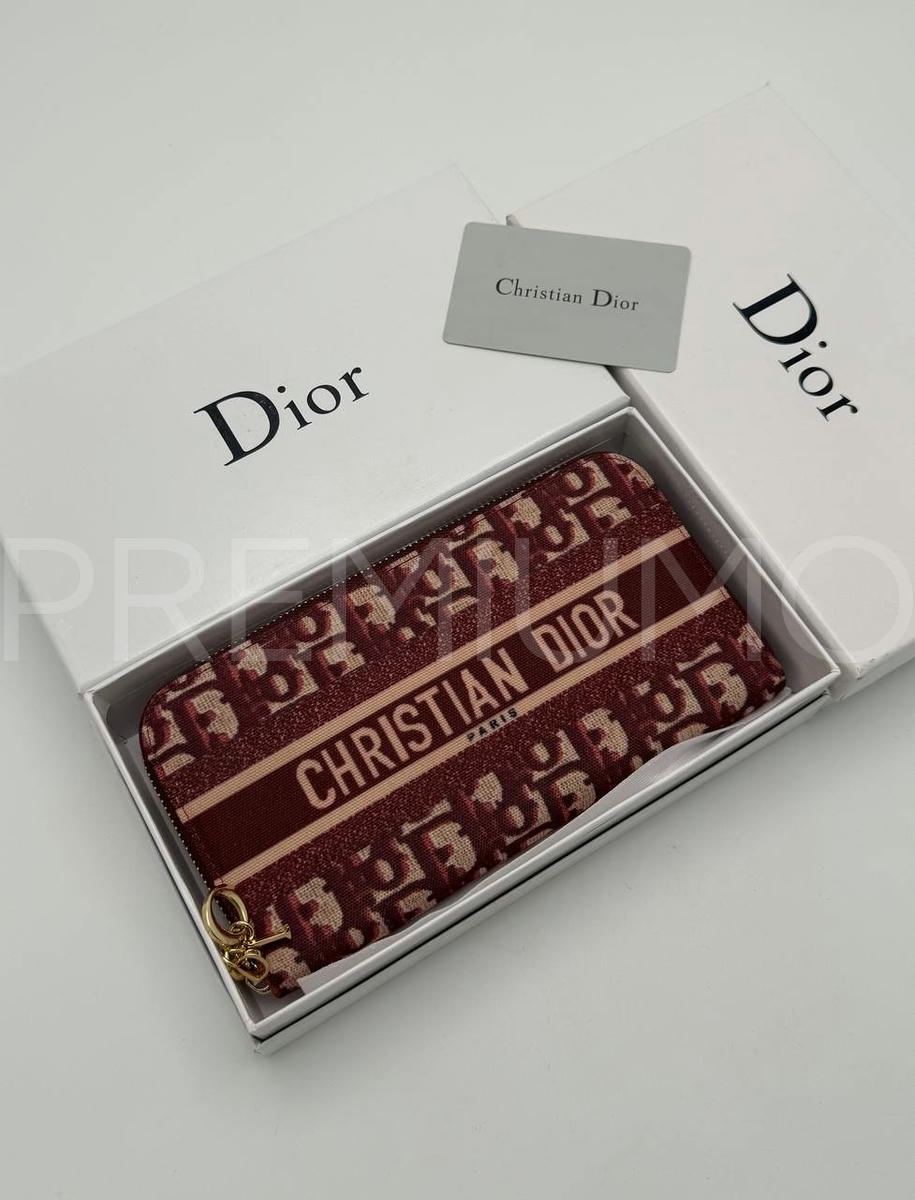 Christian Dior
Dior
Dior
PREMIUMO
CHRISTIAN DIOR
PARIS